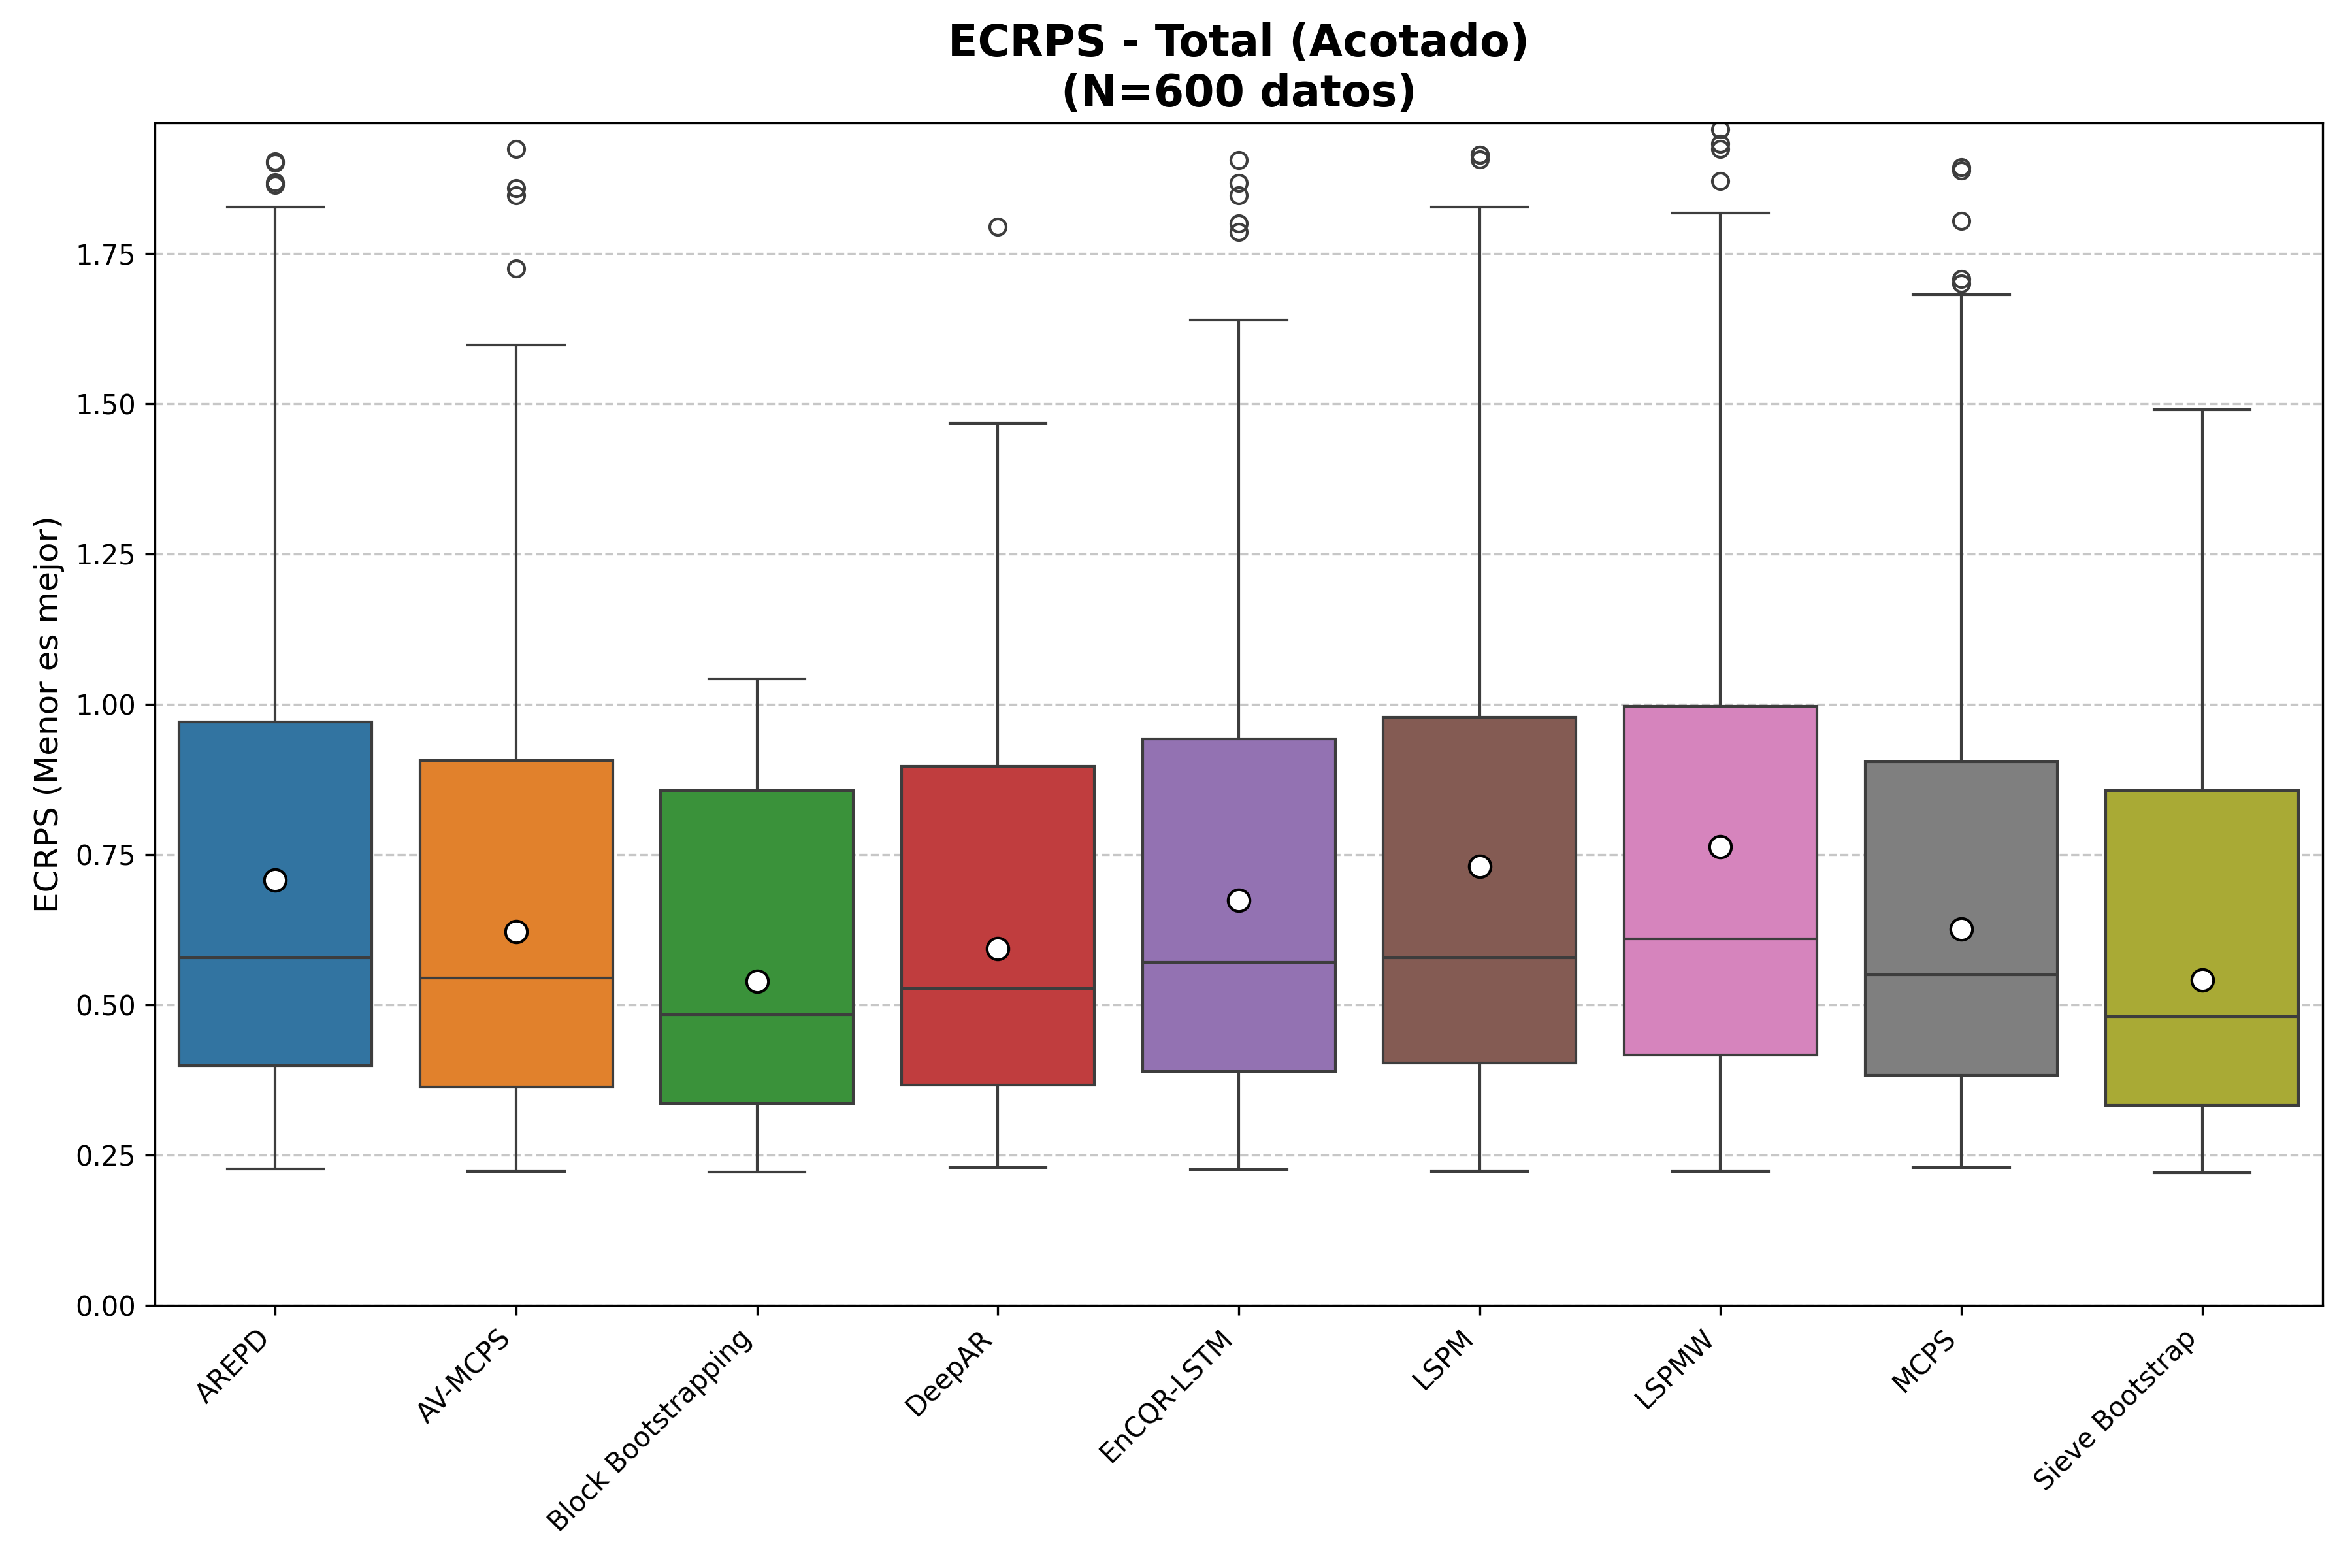 ECRPS - Total (Acotado)
(N=600 datos)
ECRPS (Menor es mejor)
1.75
1.50
1.25
1.00
0.75
0.50
0.25
0.00
AREPD
AV-MCPS
Block Bootstrapping
DeepAR
EnCQR-LSTM
LSPM
LSPMW
MCPS
Sieve Bootstrap